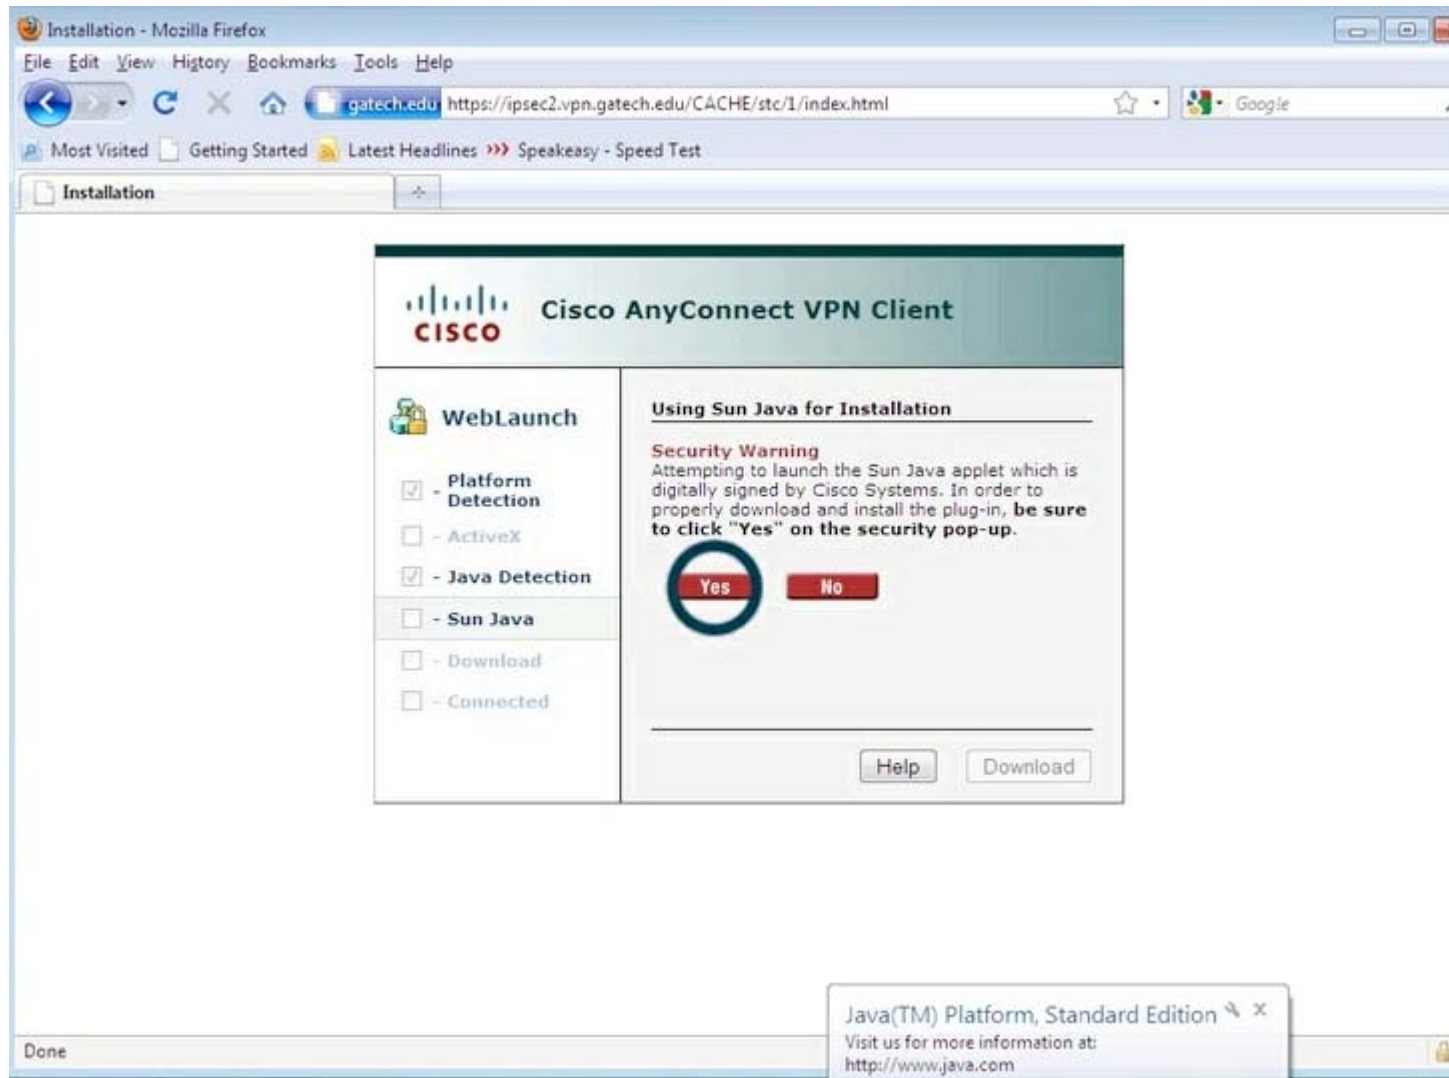 Installation - Mozilla Firefox
File Edit View History Bookmarks Tools Help
gatech.edu https://ipsec2.vpn.gatech.edu/CACHE/stc/1/index.html
Google
Most Visited Getting Started Latest Headlines Speakeasy - Speed Test
Installation
CISCO
Cisco AnyConnect VPN Client
WebLaunch
- Platform
Detection
- ActiveX
- Java Detection
- Sun Java
- Download
- Connected
Using Sun Java for Installation
Security Warning
Attempting to launch the Sun Java applet which is
digitally signed by Cisco Systems. In order to
properly download and install the plug-in, be sure
to click "Yes" on the security pop-up.
Yes No
Help Download
Java(TM) Platform, Standard Edition
Visit us for more information at:
http://www.java.com
Done